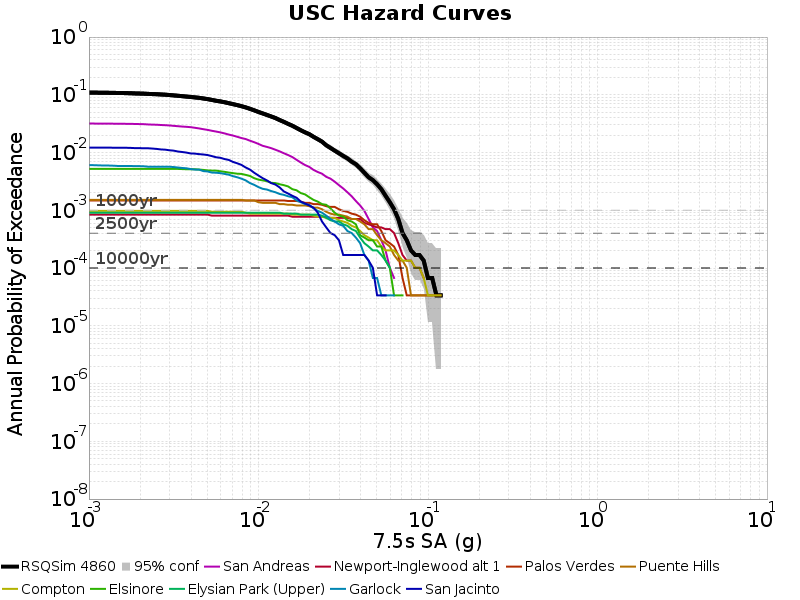 USC Hazard Curves
Annual Probability of Exceedance
10^0
10^-1
10^-2
10^-3
10^-4
10^-5
10^-6
10^-7
10^-8
1000yr
2500yr
10000yr
10^-3 10^-2 10^-1 10^0 10^1
7.5s SA (g)
RSQSim 4860 95% conf San Andreas Newport-Inglewood alt 1 Palos Verdes Puente Hills
Compton Elsinore Elysian Park (Upper) Garlock San Jacinto